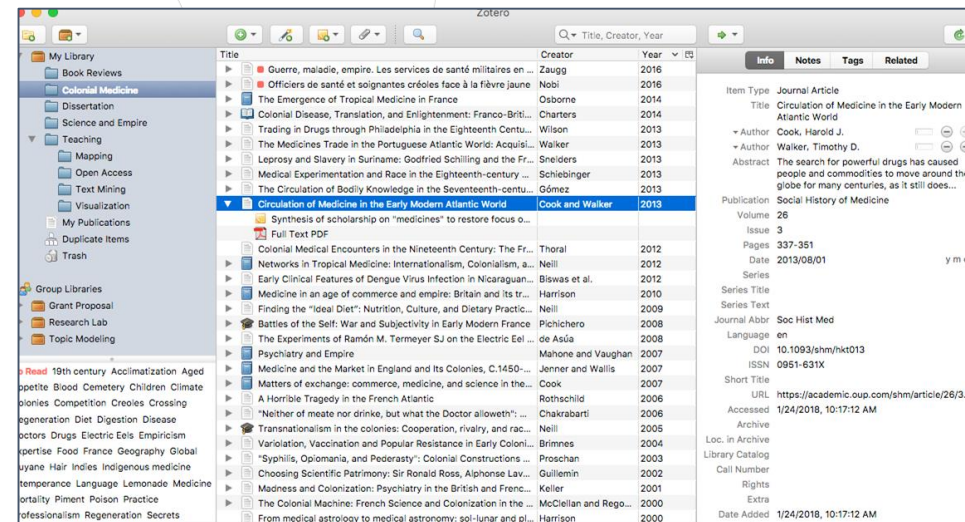 Zotero
Title, Creator, Year
My Library
Book Reviews
Colonial Medicine
Dissertation
Science and Empire
Teaching
Mapping
Open Access
Text Mining
Visualization
My Publications
Duplicate Items
Trash
Group Libraries
Grant Proposal
Research Lab
Topic Modeling
Read 19th century Acclimatization Aged
Blood Cemetery Children Climate
Competition Creoles Crossing
Diet Digestion Disease
Drugs Electric Eels Empiricism
Food France Geography Global
Hair Indies Indigenous medicine
Language Lemonade Medicine
Piment Poison Practice
Regeneration Secrets
Title Creator Year
Guerre, maladie, empire. Les services de santé militaires en ... Zaugg 2016
Officiers de santé et soignantes créoles face à la fièvre jaune Nobi 2016
The Emergence of Tropical Medicine in France Osborne 2014
Colonial Disease, Translation, and Enlightenment: Franco-Briti... Charters 2014
Trading in Drugs through Philadelphia in the Eighteenth Centu... Wilson 2013
The Medicines Trade in the Portuguese Atlantic World: Acquisi... Walker 2013
Leprosy and Slavery in Suriname: Godfried Schilling and the Fr... Snelders 2013
Medical Experimentation and Race in the Eighteenth-century ... Schiebinger 2013
The Circulation of Bodily Knowledge in the Seventeenth-centu... Gómez 2013
Circulation of Medicine in the Early Modern Atlantic World Cook and Walker 2013
Synthesis of scholarship on "medicines" to restore focus o...
Full Text PDF
Colonial Medical Encounters in the Nineteenth Century: The Fr... Thoral 2012
Networks in Tropical Medicine: Internationalism, Colonialism, a... Neill 2012
Early Clinical Features of Dengue Virus Infection in Nicaraguan... Biswas et al. 2012
Medicine in an age of commerce and empire: Britain and its tr... Harrison 2010
Finding the "Ideal Diet": Nutrition, Culture, and Dietary Practic... Neill 2009
Battles of the Self: War and Subjectivity in Early Modern France Pichichero 2008
The Experiments of Ramón M. Termeyer SJ on the Electric Eel ... de Asúa 2008
Psychiatry and Empire Mahone and Vaughan 2007
Medicine and the Market in England and Its Colonies, C.1450-... Jenner and Wallis 2007
Matters of exchange: commerce, medicine, and science in the... Cook 2007
A Horrible Tragedy in the French Atlantic Rothschild 2006
"Neither of meate nor drinke, but what the Doctor alloweth": ... Chakrabarti 2006
Transnationalism in the colonies: Cooperation, rivalry, and rac... Neill 2005
Variolation, Vaccination and Popular Resistance in Early Coloni... Brimnes 2004
"Syphilis, Opiomania, and Pederasty": Colonial Constructions ... Proschan 2003
Choosing Scientific Patrimony: Sir Ronald Ross, Alphonse Lav... Guillemin 2002
Madness and Colonization: Psychiatry in the British and Frenc... Keller 2001
The Colonial Machine: French Science and Colonization in the ... McClellan and Rego... 2000
From medical astrology to medical astronomy: sol-lunar and pl... Harrison 2000
Info Notes Tags Related
Item Type Journal Article
Title Circulation of Medicine in the Early Modern
Atlantic World
Author Cook, Harold J.
Author Walker, Timothy D.
Abstract The search for powerful drugs has caused
people and commodities to move around the
globe for many centuries, as it still does...
Publication Social History of Medicine
Volume 26
Issue 3
Pages 337-351
Date 2013/08/01 y m
Series
Series Title
Series Text
Journal Abbr Soc Hist Med
Language en
DOI 10.1093/shm/hkt013
ISSN 0951-631X
Short Title
URL https://academic.oup.com/shm/article/26/3
Accessed 1/24/2018, 10:17:12 AM
Archive
Loc. in Archive
Library Catalog
Call Number
Rights
Extra
Date Added 1/24/2018, 10:17:12 AM